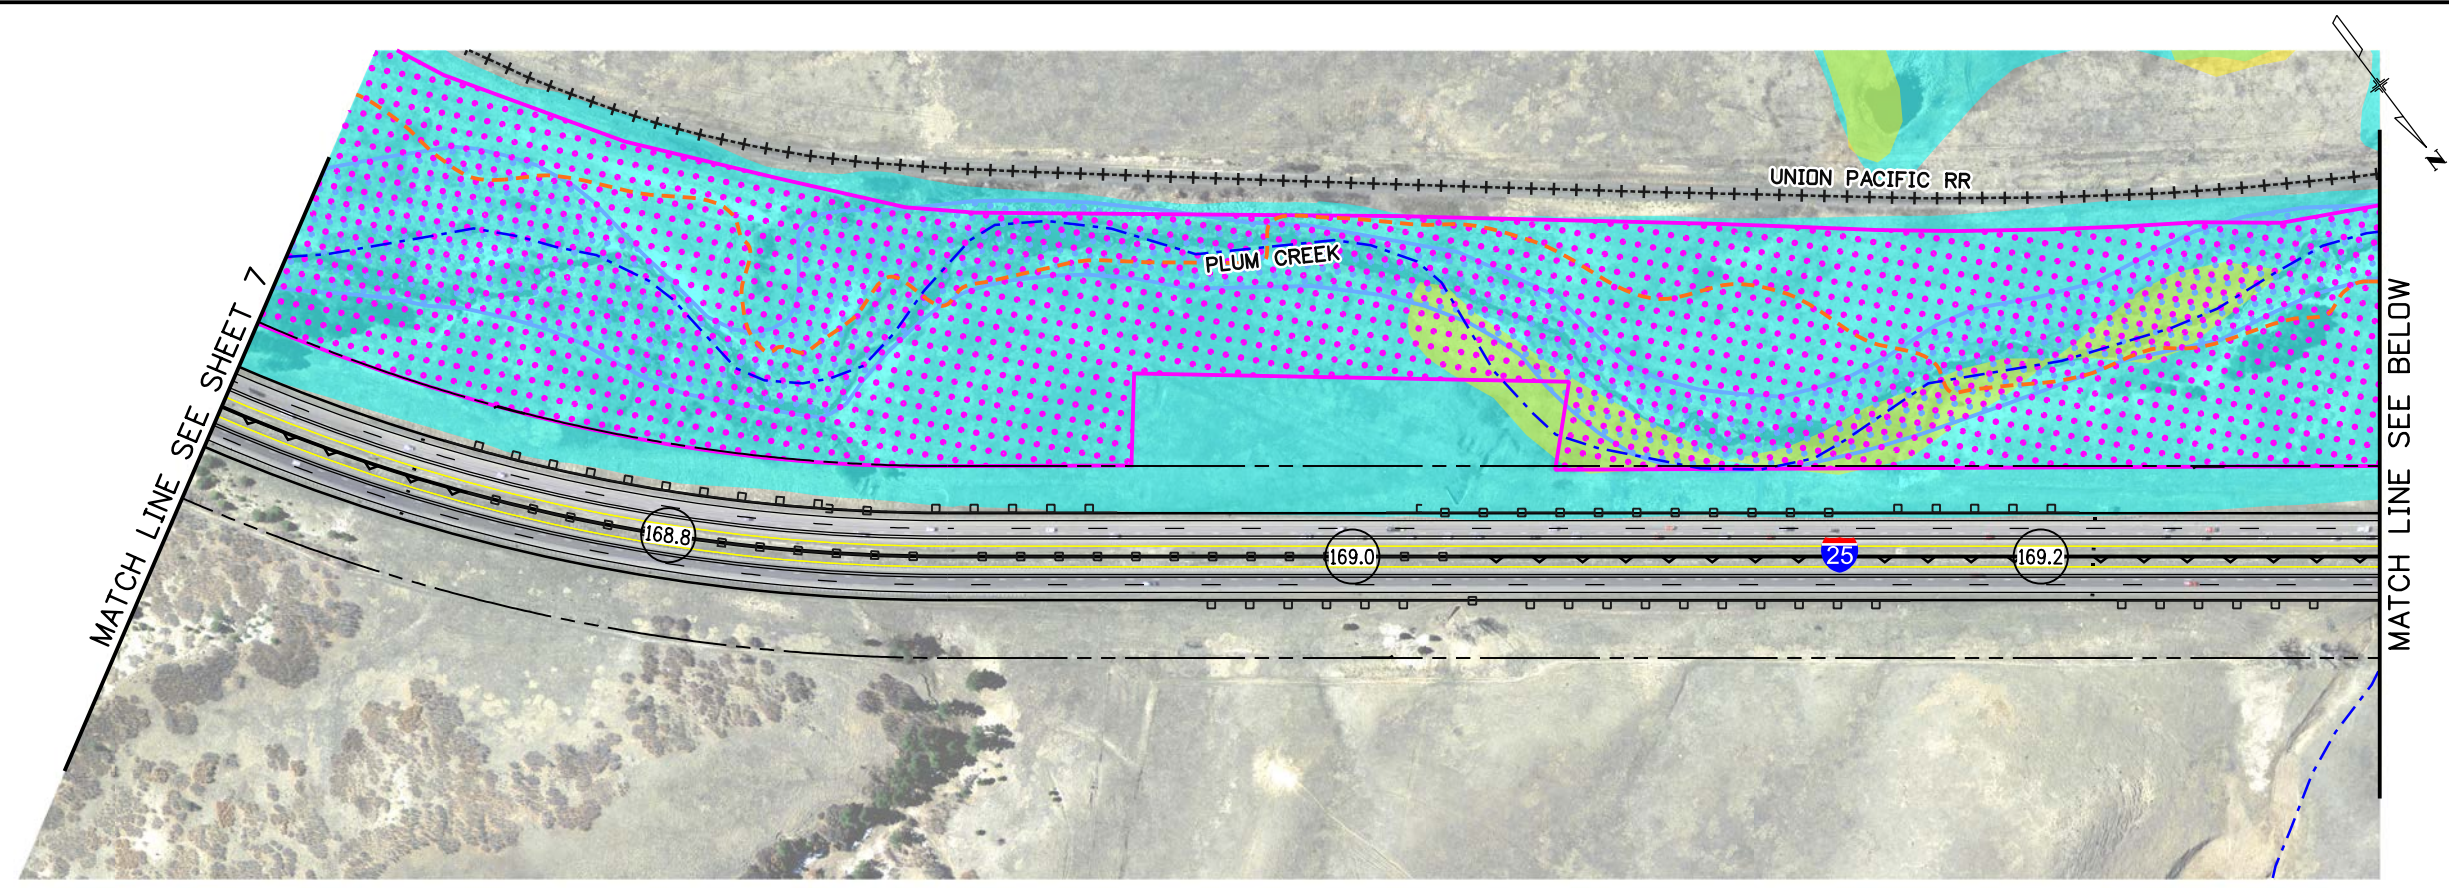 MATCH LINE SEE SHEET 7
UNION PACIFIC RR
PLUM CREEK
168.8
169.0
25
169.2
MATCH LINE SEE BELOW
N